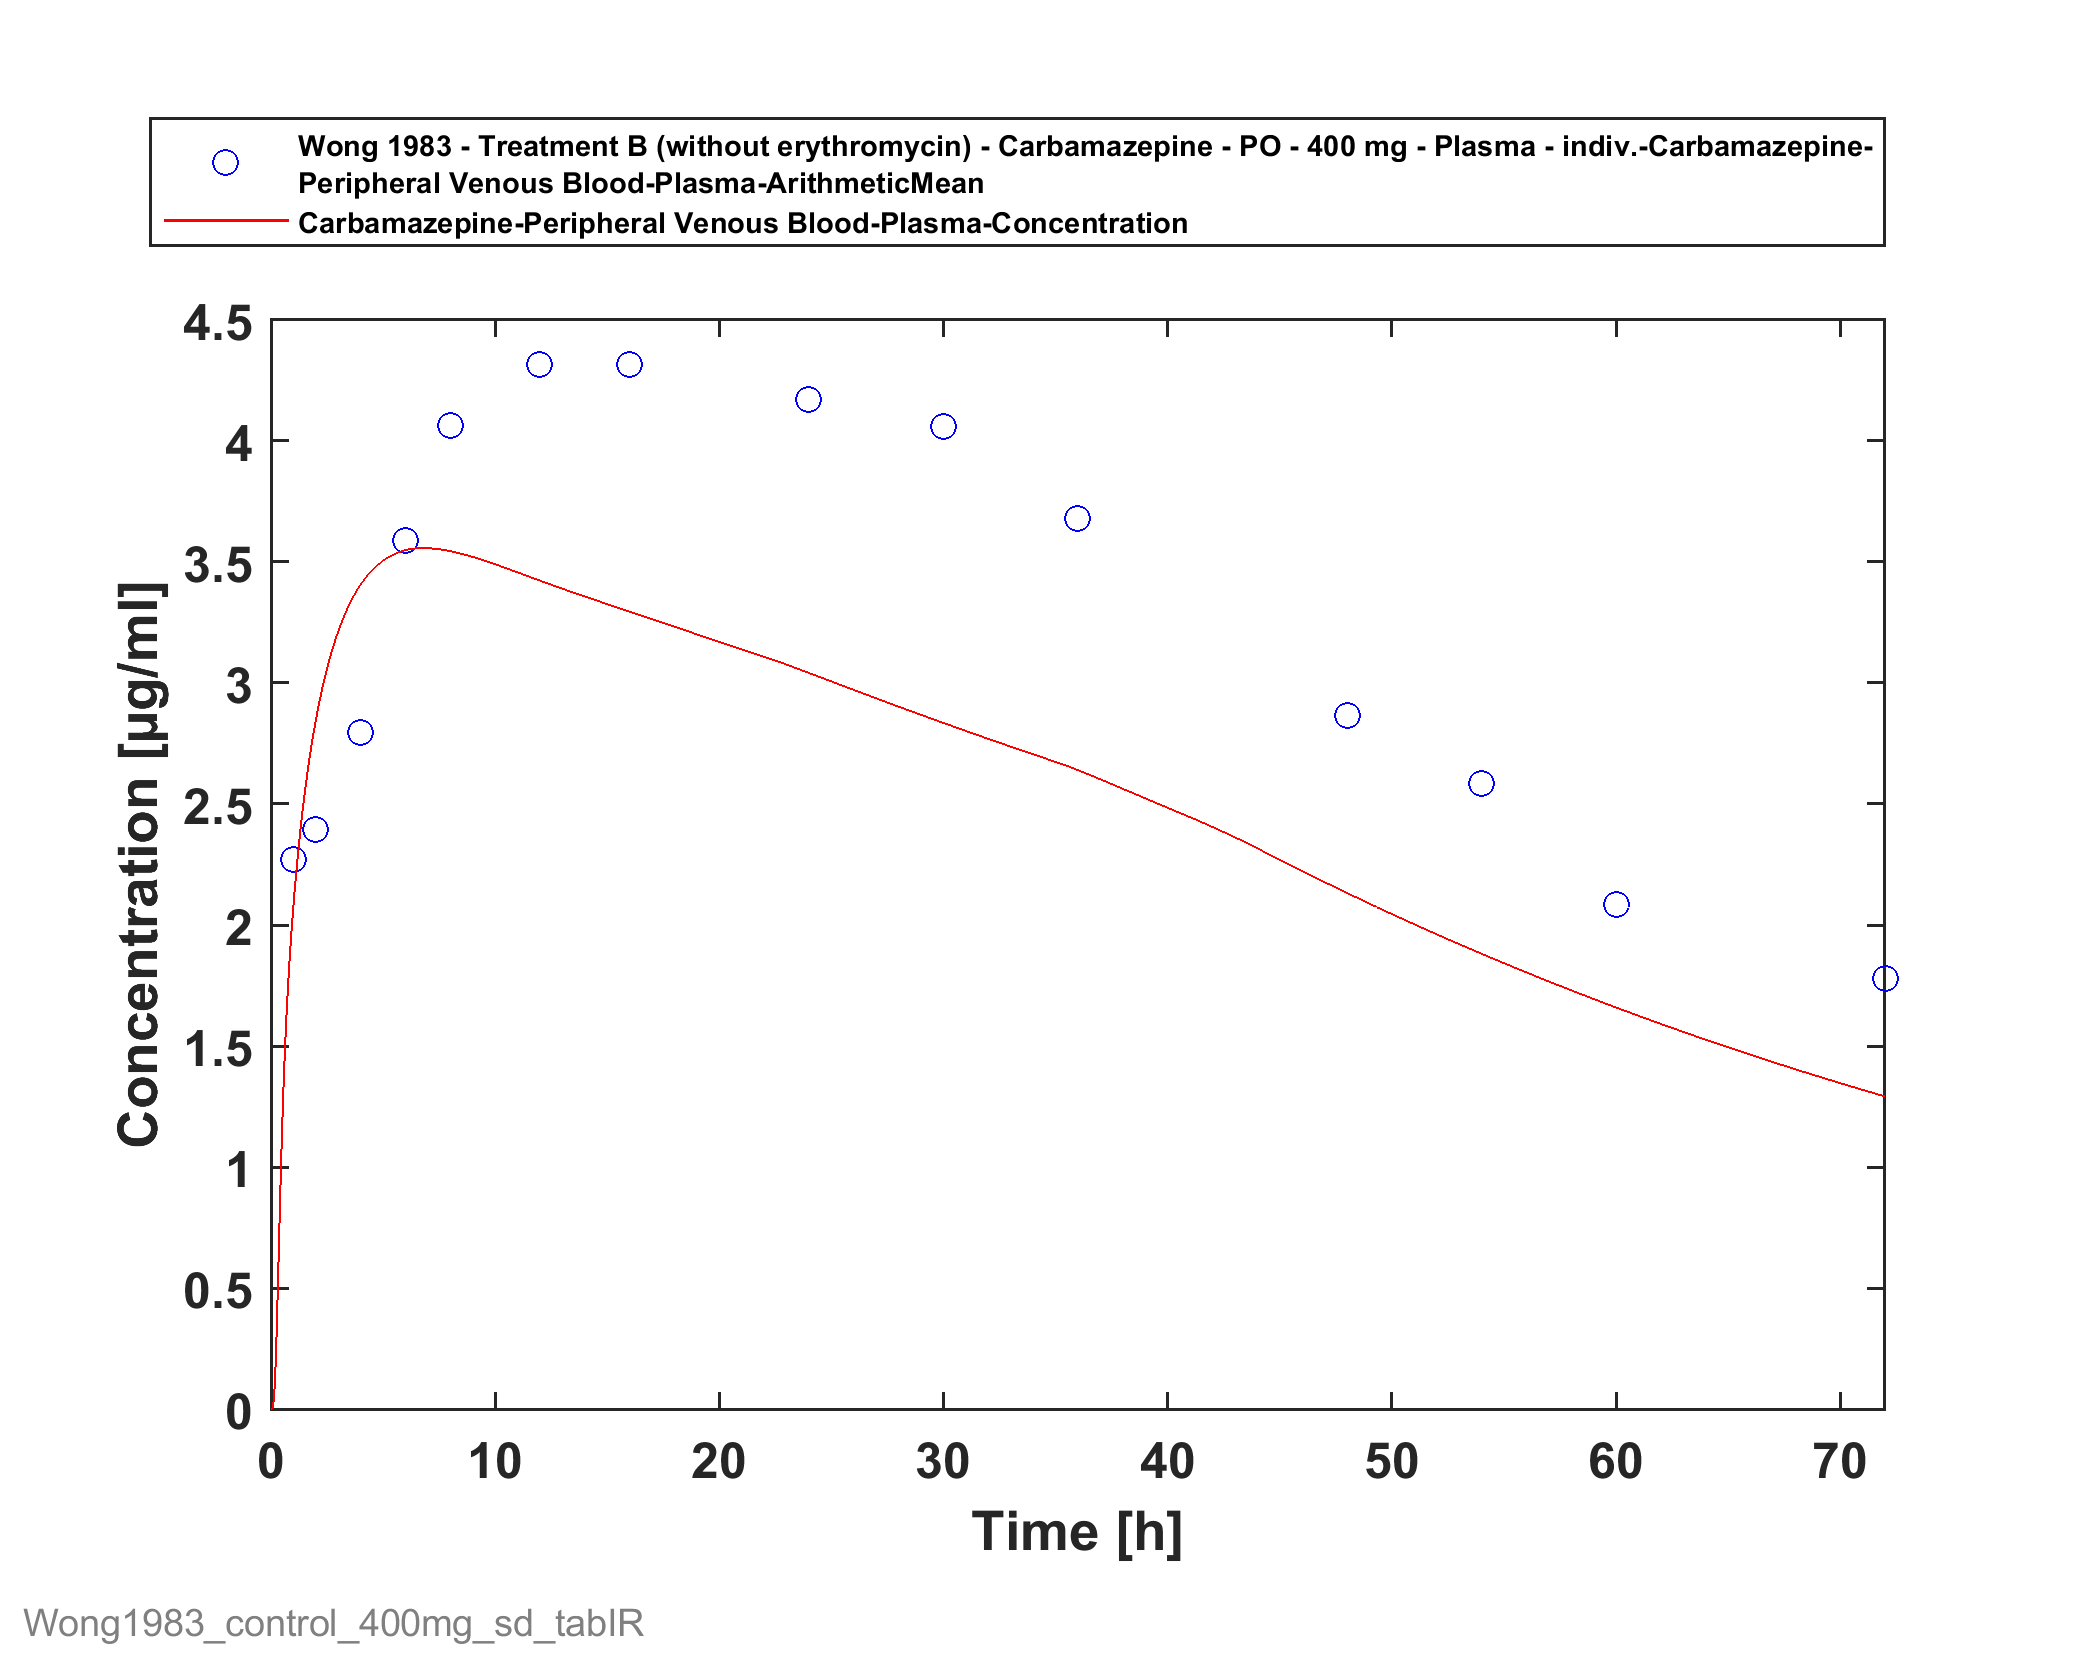 Wong 1983 - Treatment B (without erythromycin) - Carbamazepine - PO - 400 mg - Plasma - indiv.-Carbamazepine-
Peripheral Venous Blood-Plasma-ArithmeticMean
Carbamazepine-Peripheral Venous Blood-Plasma-Concentration
4.5
4
3.5
3
2.5
2
1.5
1
0.5
0
Concentration [µg/ml]
0 10 20 30 40 50 60 70
Time [h]
Wong1983_control_400mg_sd_tabIR